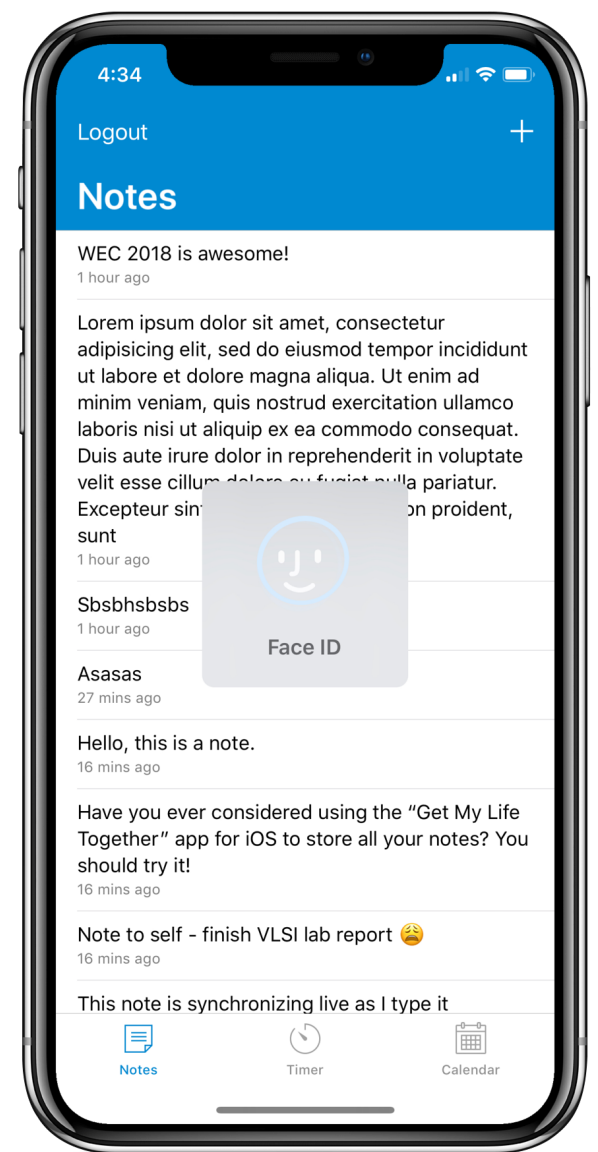 4:34
Logout
Notes
WEC 2018 is awesome!
1 hour ago
Lorem ipsum dolor sit amet, consectetur
adipisicing elit, sed do eiusmod tempor incididunt
ut labore et dolore magna aliqua. Ut enim ad
minim veniam, quis nostrud exercitation ullamco
laboris nisi ut aliquip ex ea commodo consequat.
Duis aute irure dolor in reprehenderit in voluptate
velit esse cillum dolore eu fugiat nulla pariatur.
Excepteur on proident,
sunt
1 hour ago
Face ID
Sbsbhsbsbs
1 hour ago
Asasas
27 mins ago
Hello, this is a note.
16 mins ago
Have you ever considered using the “Get My Life
Together” app for iOS to store all your notes? You
should try it!
16 mins ago
Note to self - finish VLSI lab report 😩
16 mins ago
This note is synchronizing live as I type it
Notes
Timer
Calendar